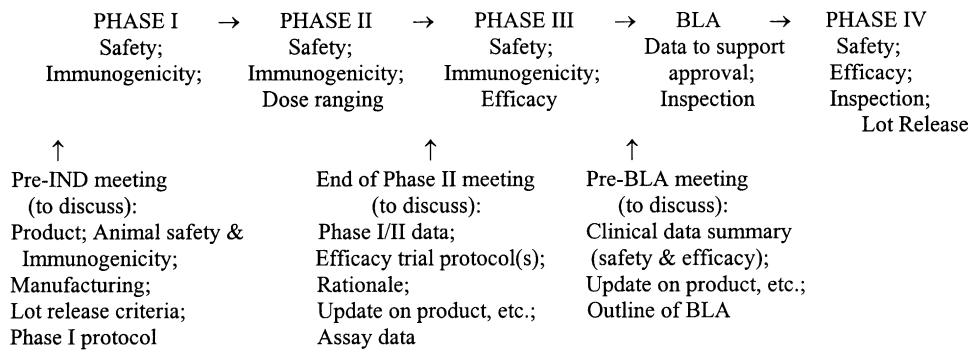 PHASE I → PHASE II → PHASE III → BLA → PHASE IV
Safety; Safety; Safety; Data to support Safety;
Immunogenicity; Immunogenicity; Immunogenicity; approval; Efficacy;
Dose ranging Efficacy Inspection Inspection;
Lot Release
↑ ↑ ↑
Pre-IND meeting End of Phase II meeting Pre-BLA meeting
(to discuss): (to discuss): (to discuss):
Product; Animal safety & Phase I/II data; Clinical data summary
Immunogenicity; Efficacy trial protocol(s); (safety & efficacy);
Manufacturing; Rationale; Update on product, etc.;
Lot release criteria; Update on product, etc.; Outline of BLA
Phase I protocol Assay data